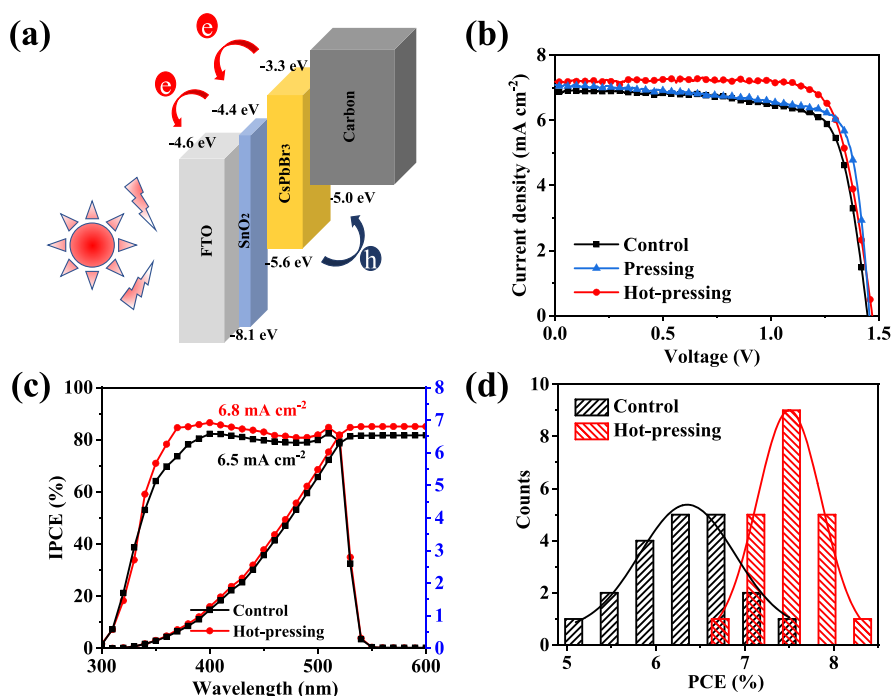 (a)
e
e
-3.3 eV
-4.4 eV
-4.6 eV
Carbon
CsPbBr3
SnO2
FTO
-5.0 eV
-5.6 eV
h
-8.1 eV
(b)
8
6
4
2
0
Current density (mA cm-2)
Control
Pressing
Hot-pressing
0.0 0.5 1.0 1.5
Voltage (V)
(c)
100
80
60
40
20
0
IPCE (%)
6.8 mA cm-2
6.5 mA cm-2
8
7
6
5
4
3
2
1
0
Control
Hot-pressing
300 400 500 600
Wavelength (nm)
(d)
10
8
6
4
2
0
Counts
Control
Hot-pressing
5 6 7 8
PCE (%)